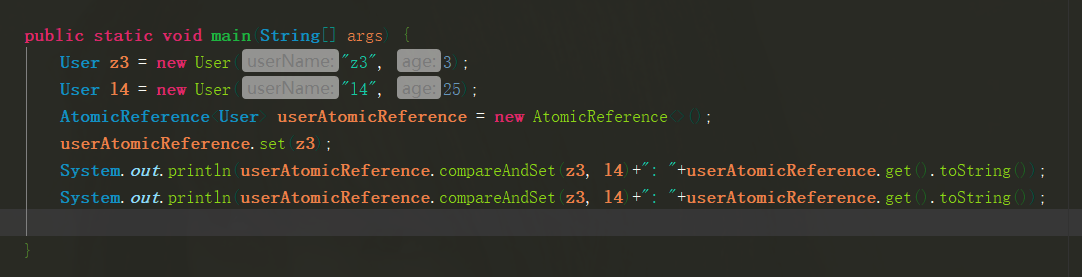 public static void main(String[] args) {
User z3 = new User( userName: "z3", age: 3);
User l4 = new User( userName: "l4", age: 25);
AtomicReference<User> userAtomicReference = new AtomicReference<>();
userAtomicReference.set(z3);
System.out.println(userAtomicReference.compareAndSet(z3, l4)+": "+userAtomicReference.get().toString());
System.out.println(userAtomicReference.compareAndSet(z3, l4)+": "+userAtomicReference.get().toString());
}